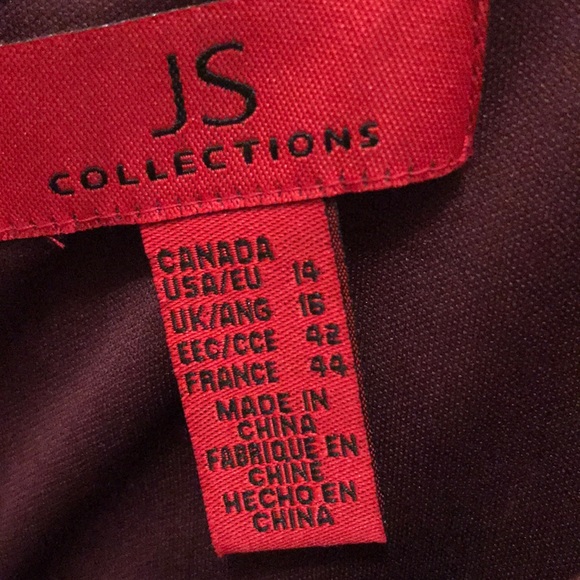 JS
COLLECTIONS
CANADA
USA/EU 14
UK/ANG 16
EEC/CCE 42
FRANCE 44
MADE IN
CHINA
FABRIQUE EN
CHINE
HECHO EN
CHINA